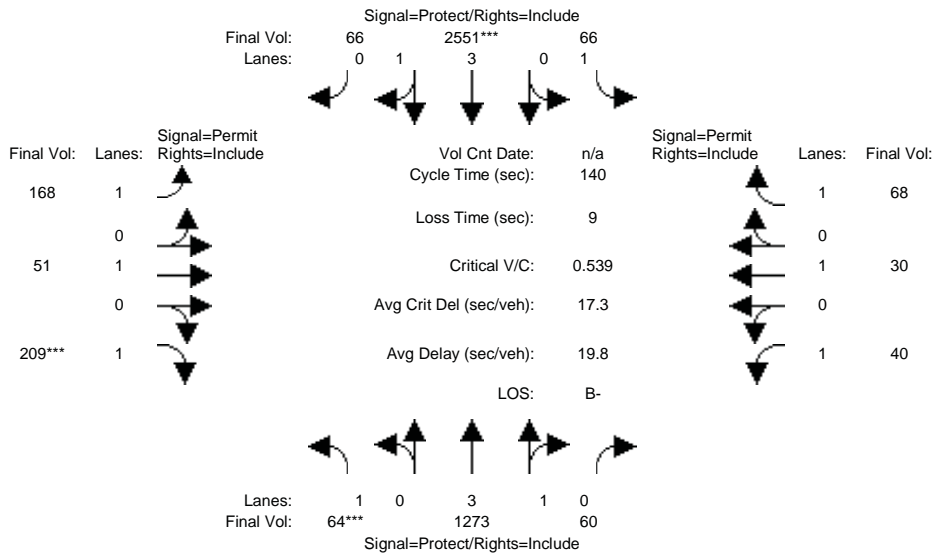 Signal=Protect/Rights=Include
Final Vol: 66 2551*** 66
Lanes: 0 1 3 0 1
Signal=Permit Signal=Permit
Final Vol: Lanes: Rights=Include Vol Cnt Date: n/a Rights=Include Lanes: Final Vol:
Cycle Time (sec): 140
168 1 1 68
Loss Time (sec): 9
0 0
51 1 Critical V/C: 0.539 1 30
0 Avg Crit Del (sec/veh): 17.3 0
209*** 1 Avg Delay (sec/veh): 19.8 1 40
LOS: B-
Lanes: 1 0 3 1 0
Final Vol: 64*** 1273 60
Signal=Protect/Rights=Include